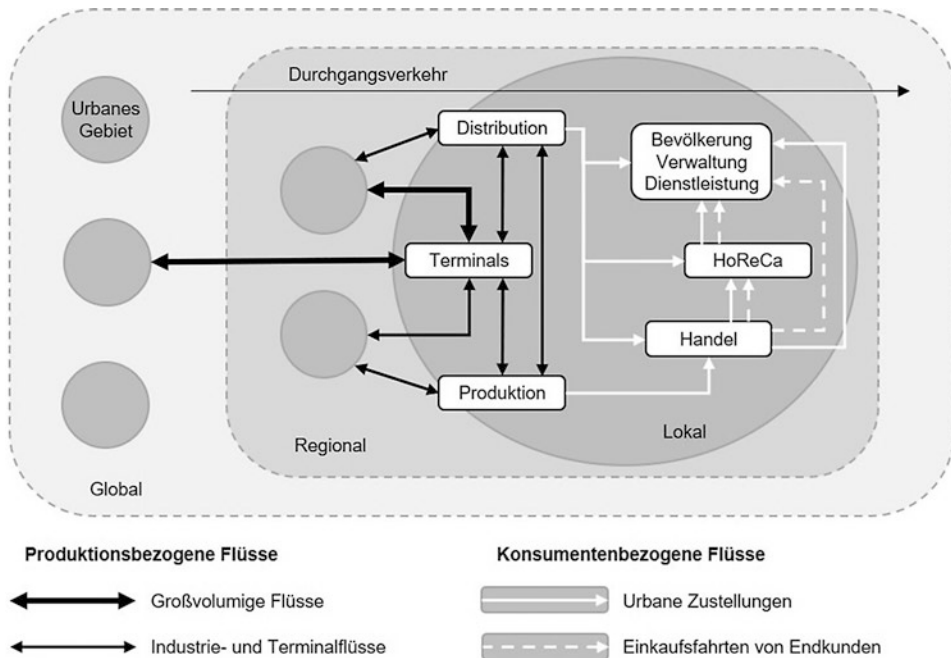 Durchgangsverkehr
Urbanes
Gebiet
Distribution
Bevölkerung
Verwaltung
Dienstleistung
Terminals
HoReCa
Handel
Produktion
Regional
Lokal
Global
Produktionsbezogene Flüsse
Konsumentenbezogene Flüsse
Großvolumige Flüsse
Urbane Zustellungen
Industrie- und Terminalflüsse
Einkaufsfahrten von Endkunden